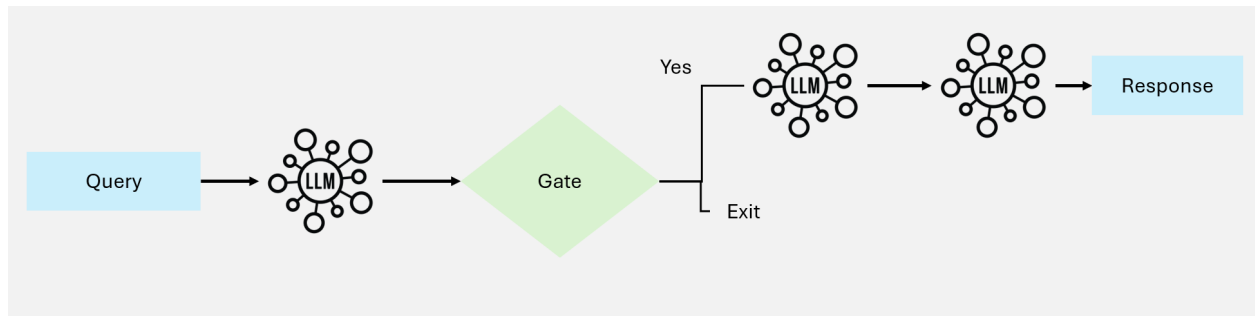 Query
LLM
Gate
Yes
Exit
LLM
LLM
Response